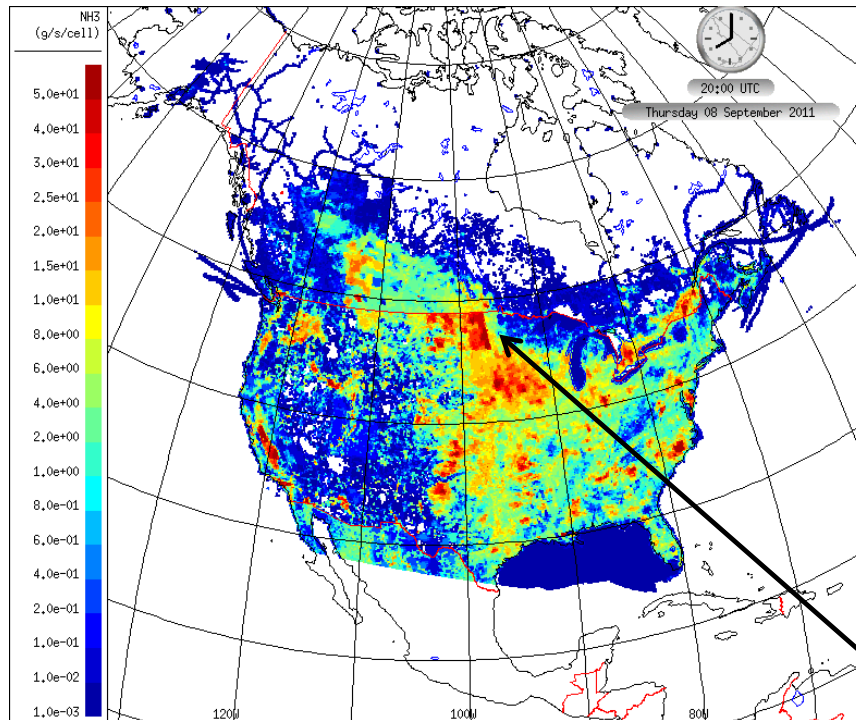 NH3
(g/s/cell)
5.0e+01
4.0e+01
3.0e+01
2.5e+01
2.0e+01
1.5e+01
1.0e+01
8.0e+00
6.0e+00
4.0e+00
2.0e+00
1.0e+00
8.0e-01
6.0e-01
4.0e-01
2.0e-01
1.0e-01
1.0e-02
1.0e-03
20:00 UTC
Thursday 08 September 2011
120W
100W
80W